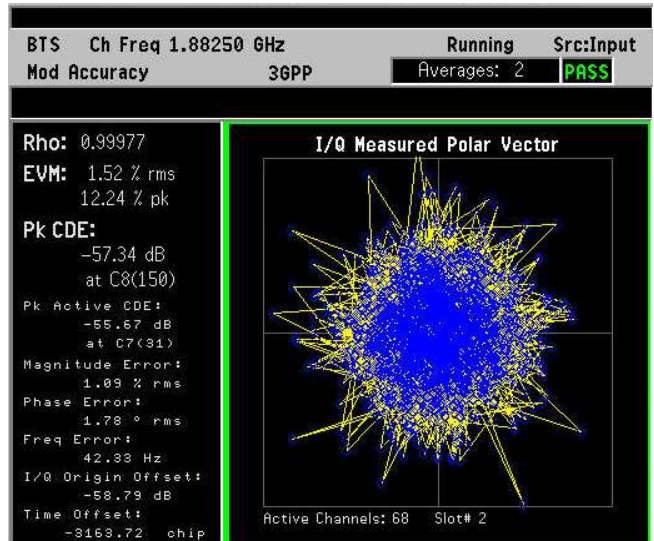 BTS Ch Freq 1.88250 GHz Running Src:Input
Mod Accuracy 3GPP Averages: 2 PASS
Rho: 0.99977
EVM: 1.52 % rms
12.24 % pk
Pk CDE:
-57.34 dB
at C8(150)
Pk Active CDE:
-55.67 dB
at C7(31)
Magnitude Error:
1.09 % rms
Phase Error:
1.78 ° rms
Freq Error:
42.33 Hz
I/Q Origin Offset:
-58.79 dB
Time Offset:
-3163.72 chip
I/Q Measured Polar Vector
Active Channels: 68 Slot# 2